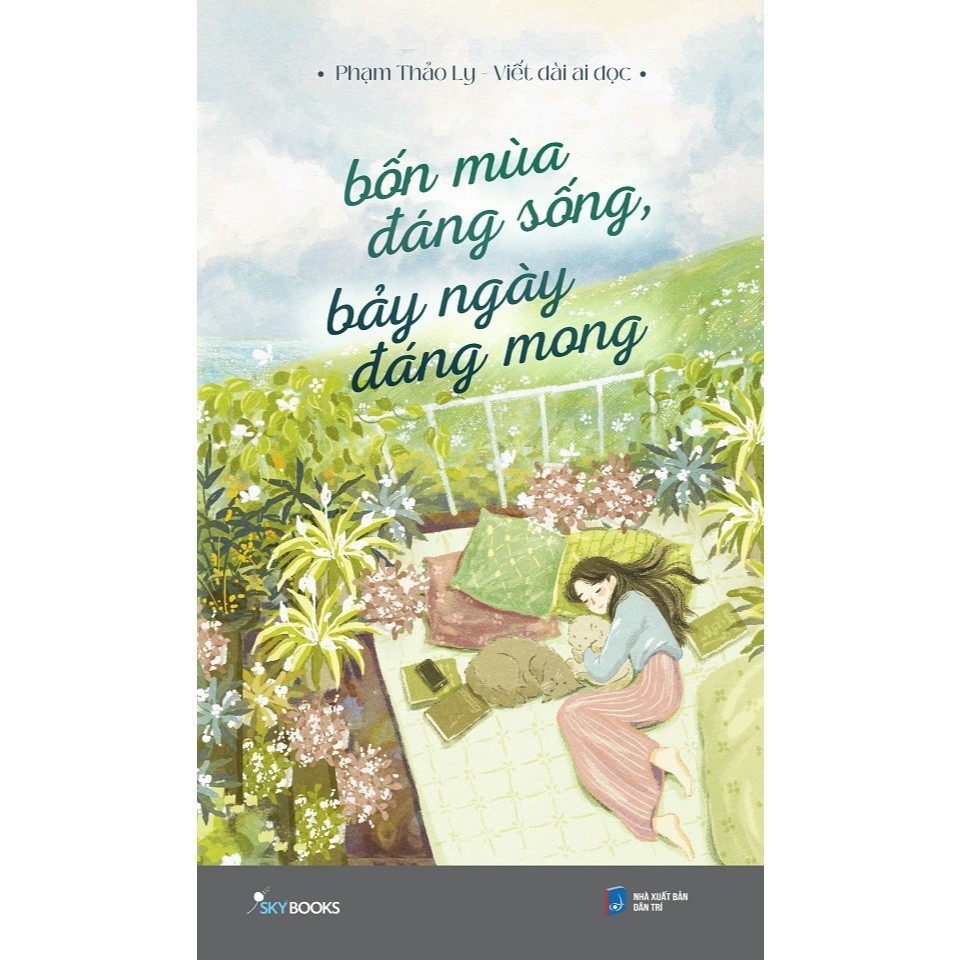 • Phạm Thảo Ly - Viết dài ai đọc •
bốn mùa
đáng sống,
bảy ngày
đáng mong
SKYBOOKS
NHÀ XUẤT BẢN
DÂN TRÍ